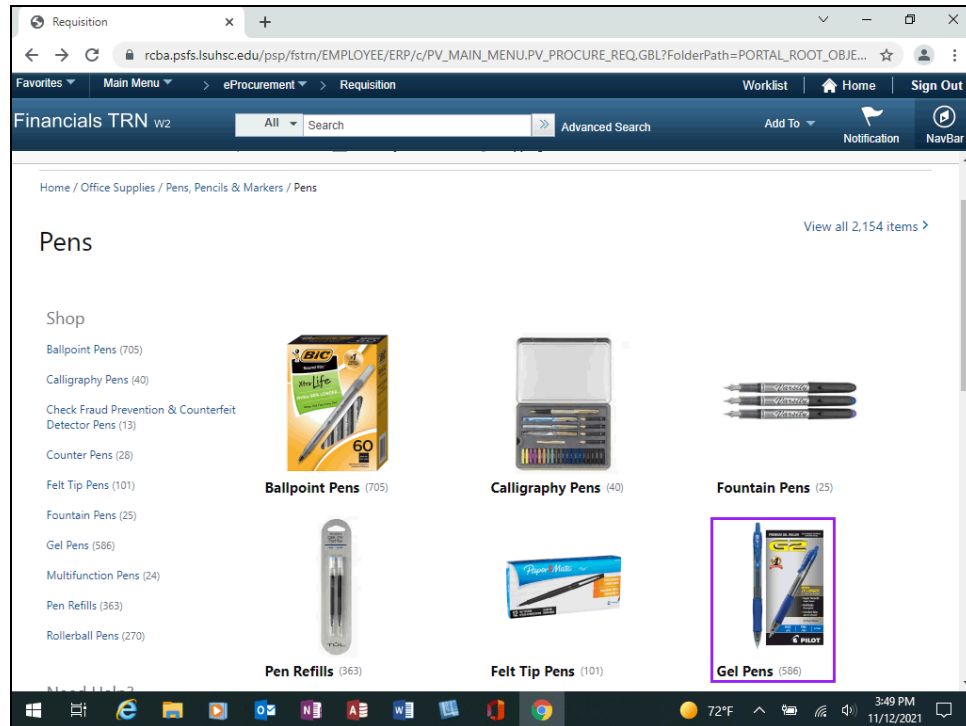 Requisition
rcba.psfs.lsuhsc.edu/psp/fstrn/EMPLOYEE/ERP/c/PV_MAIN_MENU.PV_PROCURE_REQ.GBL?FolderPath=PORTAL_ROOT_OBJE...
Favorites Main Menu > eProcurement > Requisition Worklist Home Sign Out
Financials TRN W2 All Search Advanced Search Add To Notification NavBar
Home / Office Supplies / Pens, Pencils & Markers / Pens
View all 2,154 items
Pens
Shop
Ballpoint Pens (705)
Calligraphy Pens (40)
Check Fraud Prevention & Counterfeit
Detector Pens (13)
Counter Pens (28)
Felt Tip Pens (101)
Fountain Pens (25)
Gel Pens (586)
Multifunction Pens (24)
Pen Refills (363)
Rollerball Pens (270)
BIC
Xtra Life
60
Ballpoint Pens (705)
Calligraphy Pens (40)
Fountain Pens (25)
TUL
Pen Refills (363)
Paper Mate
Felt Tip Pens (101)
G2
PILOT
Gel Pens (586)
Need Help?
72°F
3:49 PM
11/12/2021